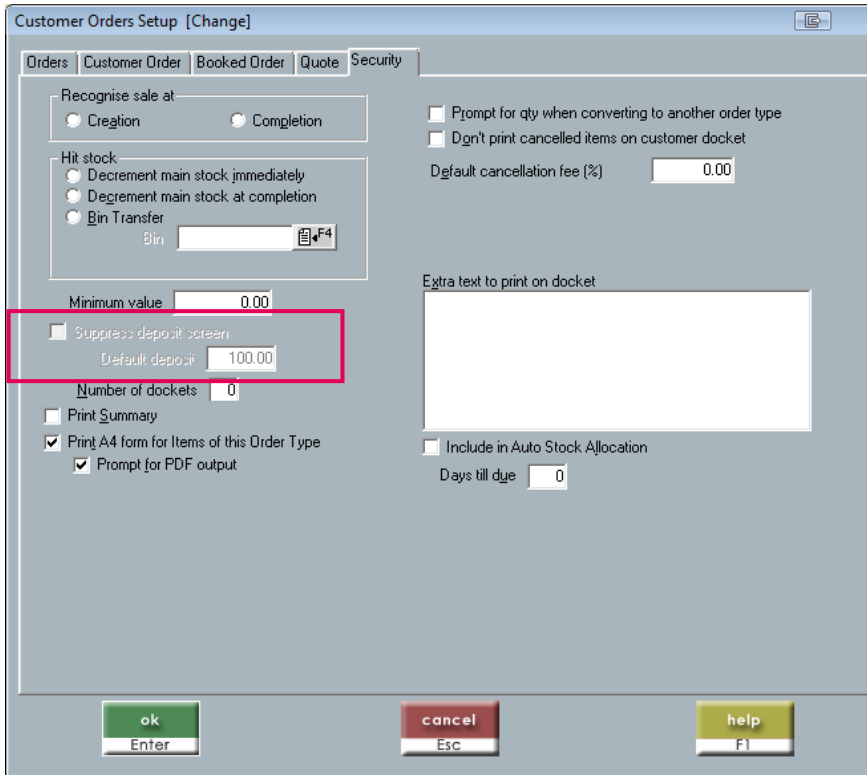 Customer Orders Setup [Change]
Orders Customer Order Booked Order Quote Security
Recognise sale at
Creation Completion
Hit stock
Decrement main stock immediately
Decrement main stock at completion
Bin Transfer
Bin F4
Minimum value 0.00
Suppress deposit screen
Default deposit 100.00
Number of dockets 0
Print Summary
Print A4 form for Items of this Order Type
Prompt for PDF output
Prompt for qty when converting to another order type
Don't print cancelled items on customer docket
Default cancellation fee (%) 0.00
Extra text to print on docket
Include in Auto Stock Allocation
Days till due 0
ok
Enter
cancel
Esc
help
F1